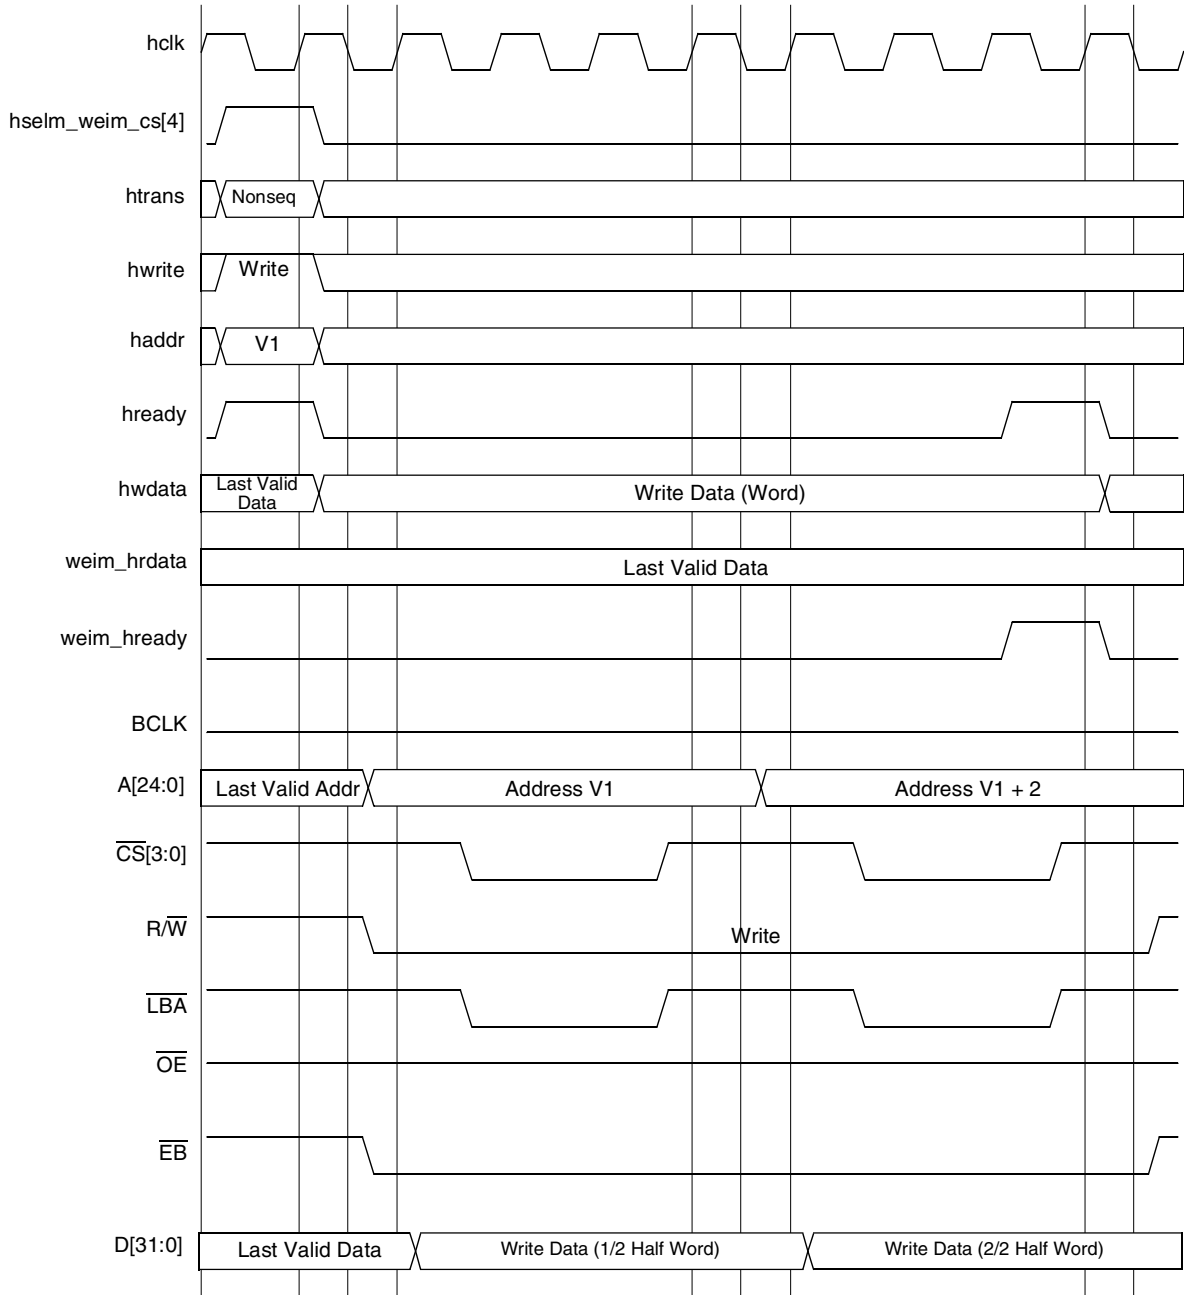 hclk
hselm_weim_cs[4]
htrans
Nonseq
hwrite
Write
haddr
V1
hready
hwdata
Last Valid
Data
Write Data (Word)
weim_hrdata
Last Valid Data
weim_hready
BCLK
A[24:0]
Last Valid Addr
Address V1
Address V1 + 2
CS[3:0]
R/W
Write
LBA
OE
EB
D[31:0]
Last Valid Data
Write Data (1/2 Half Word)
Write Data (2/2 Half Word)